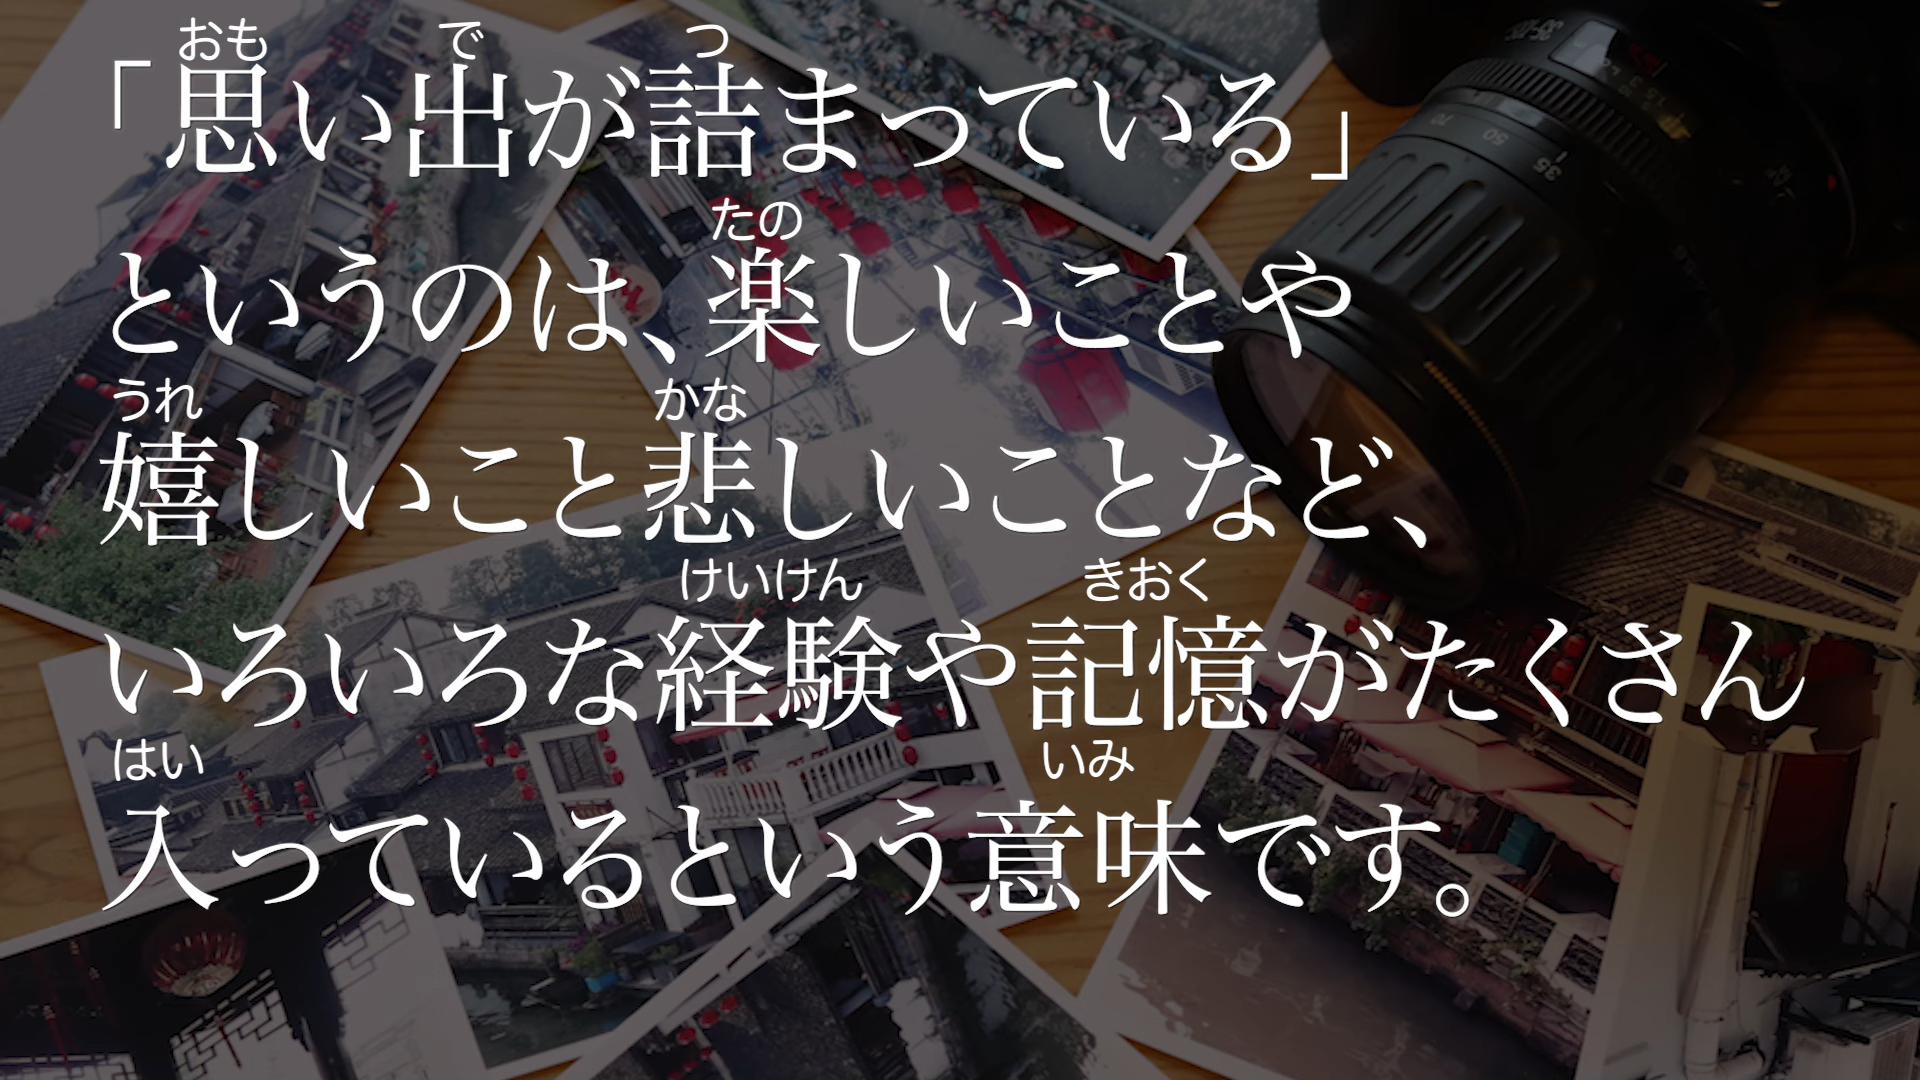 「思い出が詰まっている」
というのは、楽しいことや
嬉しいこと悲しいことなど、
いろいろな経験や記憶がたくさん
入っているという意味です。